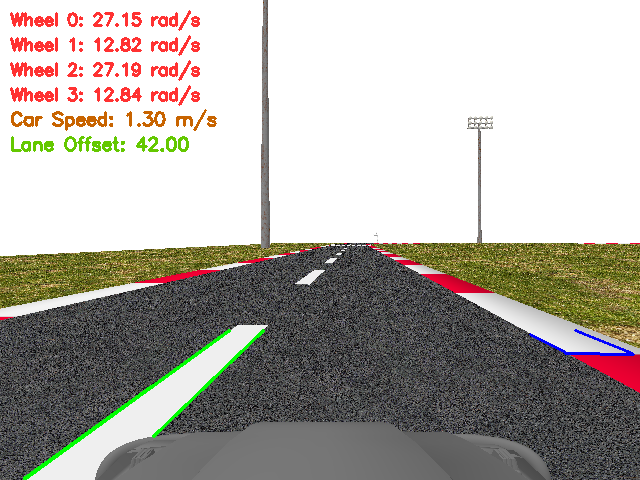 Wheel 0: 27.15 rad/s
Wheel 1: 12.82 rad/s
Wheel 2: 27.19 rad/s
Wheel 3: 12.84 rad/s
Car Speed: 1.30 m/s
Lane Offset: 42.00